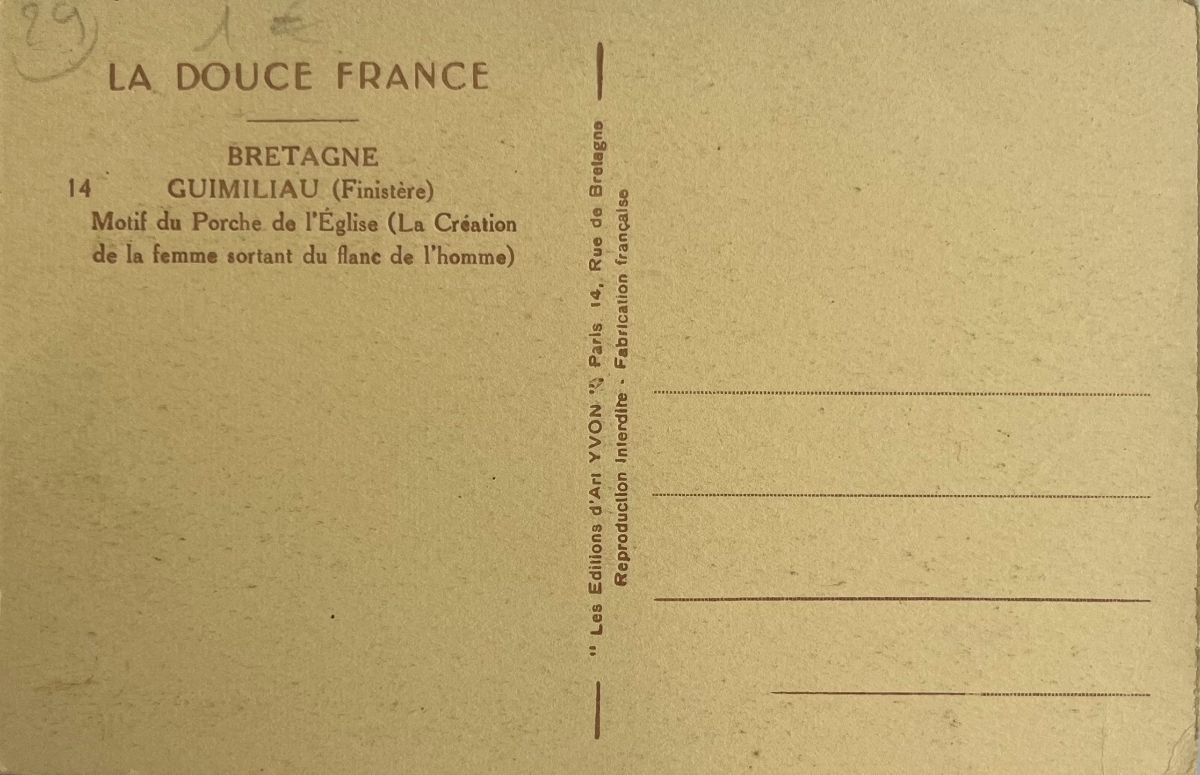 29
1 €
LA DOUCE FRANCE
BRETAGNE
14 GUIMILIAU (Finistère)
Motif du Porche de l'Église (La Création
de la femme sortant du flanc de l'homme)
" Les Editions d'Art YVON " Paris 14, Rue de Bretagne
Reproduction Interdite - Fabrication française